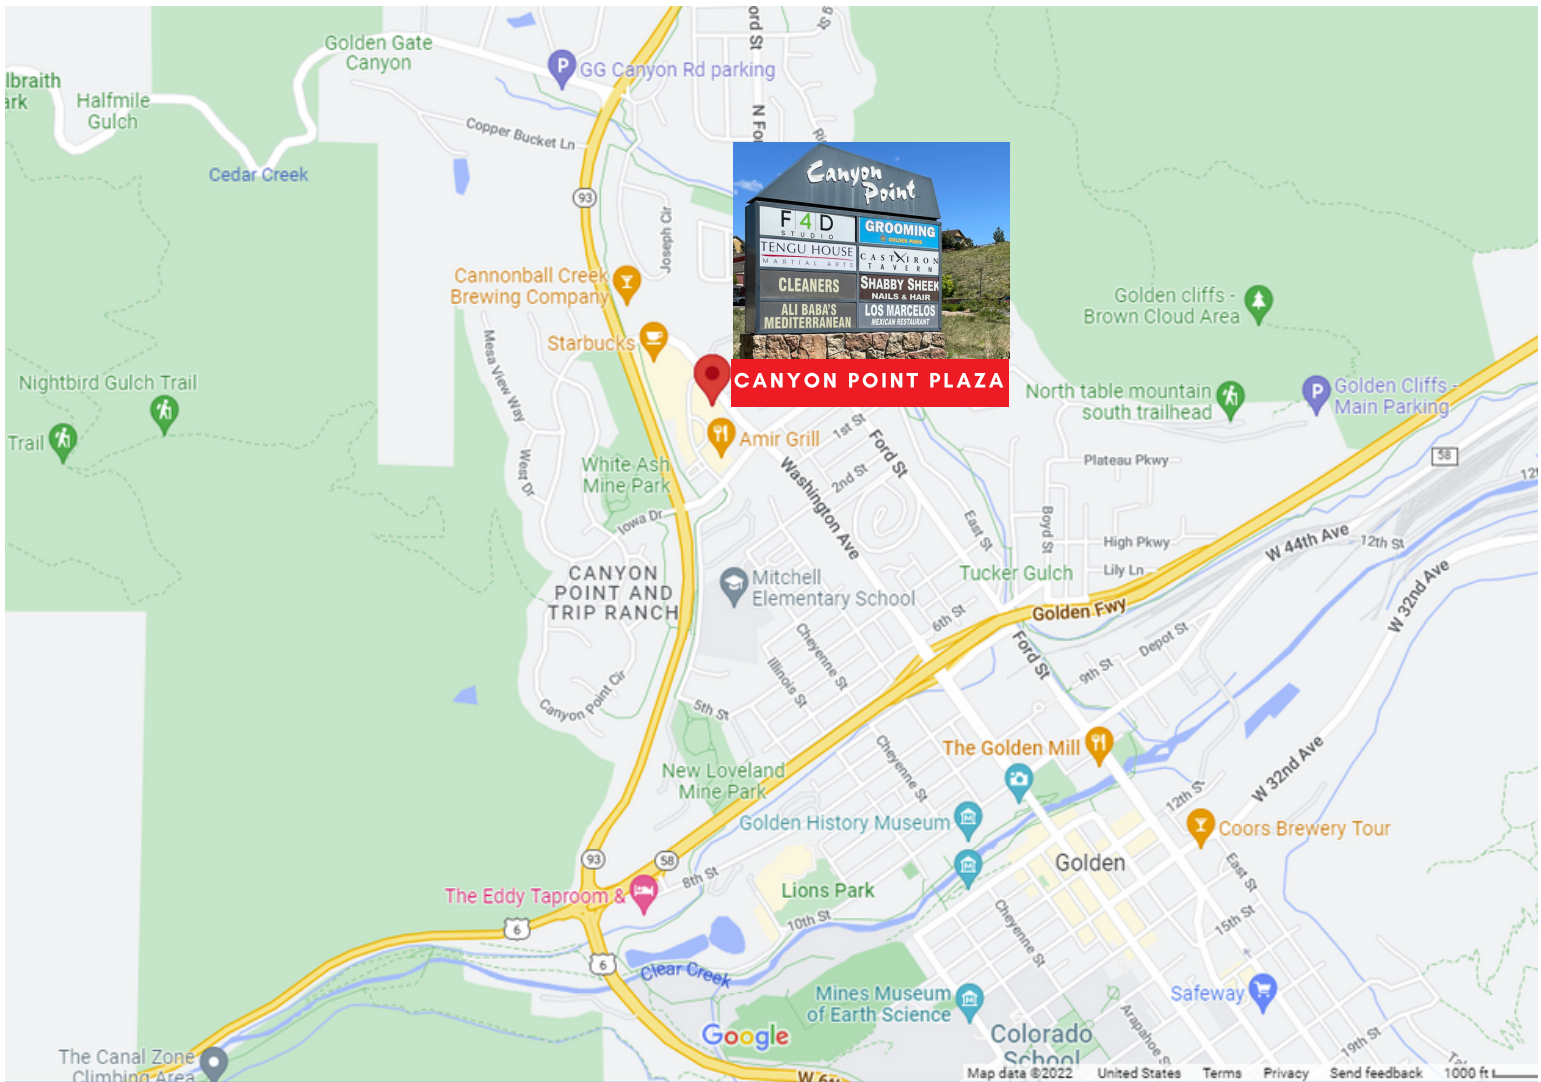 Golden Gate
Canyon
GG Canyon Rd parking
ord St
lbraith
ark
Halfmile
Gulch
Copper Bucket Ln
N For
Cedar Creek
93
Joseph Cir
Canyon
Point
F4D
STUDIO
GROOMING
GOLDEN PAWS
TENGU HOUSE
MARTIAL ARTS
CAST IRON
TAVERN
CLEANERS
SHABBY SHEEK
NAILS & HAIR
ALI BABA'S
MEDITERRANEAN
LOS MARCELOS
MEXICAN RESTAURANT
CANYON POINT PLAZA
Cannonball Creek
Brewing Company
Starbucks
Mesa View Way
Golden cliffs -
Brown Cloud Area
Nightbird Gulch Trail
Trail
North table mountain
south trailhead
Golden Cliffs -
Main Parking
Amir Grill
1st St
Ford St
58
Plateau Pkwy
White Ash
Mine Park
West Dr
2nd St
Washington Ave
Iowa Dr
East St
Boyd St
High Pkwy
W 44th Ave
12th St
Lily Ln
Tucker Gulch
W 32nd Ave
CANYON
POINT AND
TRIP RANCH
Mitchell
Elementary School
Golden Fwy
6th St
Ford St
Depot St
9th St
Cheyenne St
Illinois St
Canyon Point Cir
5th St
The Golden Mill
Cheyenne St
New Loveland
Mine Park
W 32nd Ave
12th St
Golden History Museum
Coors Brewery Tour
Golden
93
58
8th St
The Eddy Taproom &
Lions Park
East St
10th St
Cheyenne St
15th St
6
6
Clear Creek
Mines Museum
of Earth Science
Safeway
Arapahoe St
Google
Colorado
School
19th St
The Canal Zone
Climbing Area
W 6th
Map data ©2022
United States
Terms
Privacy
Send feedback
1000 ft